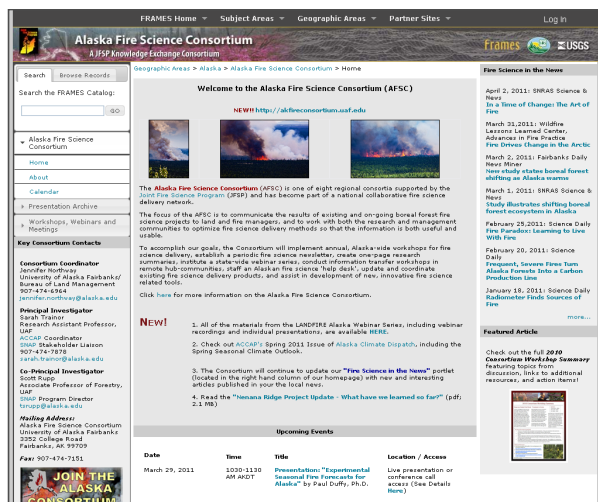 FRAMES Home
Subject Areas
Geographic Areas
Partner Sites
Log In
Alaska Fire Science Consortium
A JFSP Knowledge Exchange Consortium
Frames
USGS
Search
Browse Records
Search the FRAMES Catalog:
GO
Alaska Fire Science
Consortium
Home
About
Calendar
Presentation Archive
Workshops, Webinars and
Meetings
Key Consortium Contacts
Consortium Coordinator
Jennifer Northway
University of Alaska Fairbanks/
Bureau of Land Management
907-474-6964
jennifer.northway@alaska.edu
Principal Investigator
Sarah Trainor
Research Assistant Professor,
UAF
ACCAP Coordinator
SNAP Stakeholder Liaison
907-474-7878
sarah.trainor@alaska.edu
Co-Principal Investigator
Scott Rupp
Associate Professor of Forestry,
UAF
SNAP Program Director
tsrupp@alaska.edu
Mailing Address:
Alaska Fire Science Consortium
University of Alaska Fairbanks
3352 College Road
Fairbanks, AK 99709
Fax: 907-474-7151
JOIN THE
ALASKA
CONSORTIUM
Geographic Areas > Alaska > Alaska Fire Science Consortium > Home
Welcome to the Alaska Fire Science Consortium (AFSC)
NEW!! http://akfireconsortium.uaf.edu
The Alaska Fire Science Consortium (AFSC) is one of eight regional consortia supported by the
Joint Fire Science Program (JFSP) and has become part of a national collaborative fire science
delivery network.
The focus of the AFSC is to communicate the results of existing and on-going boreal forest fire
science projects to land and fire managers, and to work with both the research and management
communities to optimize fire science delivery methods so that the information is both useful and
usable.
To accomplish our goals, the Consortium will implement annual, Alaska-wide workshops for fire
science delivery, establish a periodic fire science newsletter, create one-page research
summaries, institute a state-wide webinar series, conduct information transfer workshops in
remote hub-communities, staff an Alaskan fire science 'help desk', update and coordinate
existing fire science delivery products, and assist in development of new, innovative fire science
related tools.
Click here for more information on the Alaska Fire Science Consortium.
NEW!
1. All of the materials from the LANDFIRE Alaska Webinar Series, including webinar
recordings and individual presentations, are available HERE.
2. Check out ACCAP's Spring 2011 Issue of Alaska Climate Dispatch, including the
Spring Seasonal Climate Outlook.
3. The Consortium will continue to update our "Fire Science in the News" portlet
(located in the right hand column of our homepage) with new and interesting
articles published in your the local news.
4. Read the "Nenana Ridge Project Update - What have we learned so far?" (pdf;
2.1 MB)
Upcoming Events
Date
Time
Title
Location / Access
March 29, 2011
1030-1130
AM AKDT
Presentation: "Experimental
Seasonal Fire Forecasts for
Alaska" by Paul Duffy, Ph.D.
Live presentation or
conference call
access (See Details
Here)
Fire Science in the News
April 2, 2011: SNRAS Science &
News
In a Time of Change: The Art of
Fire
March 31,2011: Wildfire
Lessons Learned Center,
Advances in Fire Practice
Fire Drives Change in the Arctic
March 2, 2011: Fairbanks Daily
News Miner
New study states boreal forest
shifting as Alaska warms
March 1, 2011: SNRAS Science &
News
Study illustrates shifting boreal
forest ecosystem in Alaska
February 25,2011: Science Daily
Fire Paradox: Learning to Live
With Fire
February 20, 2011: Science
Daily
Frequent, Severe Fires Turn
Alaska Forests Into a Carbon
Production Line
January 18, 2011: Science Daily
Radiometer Finds Sources of
Fire
more...
Featured Article
Check out the full 2010
Consortium Workshop Summary
featuring topics from
discussion, links to additional
resources, and action items!